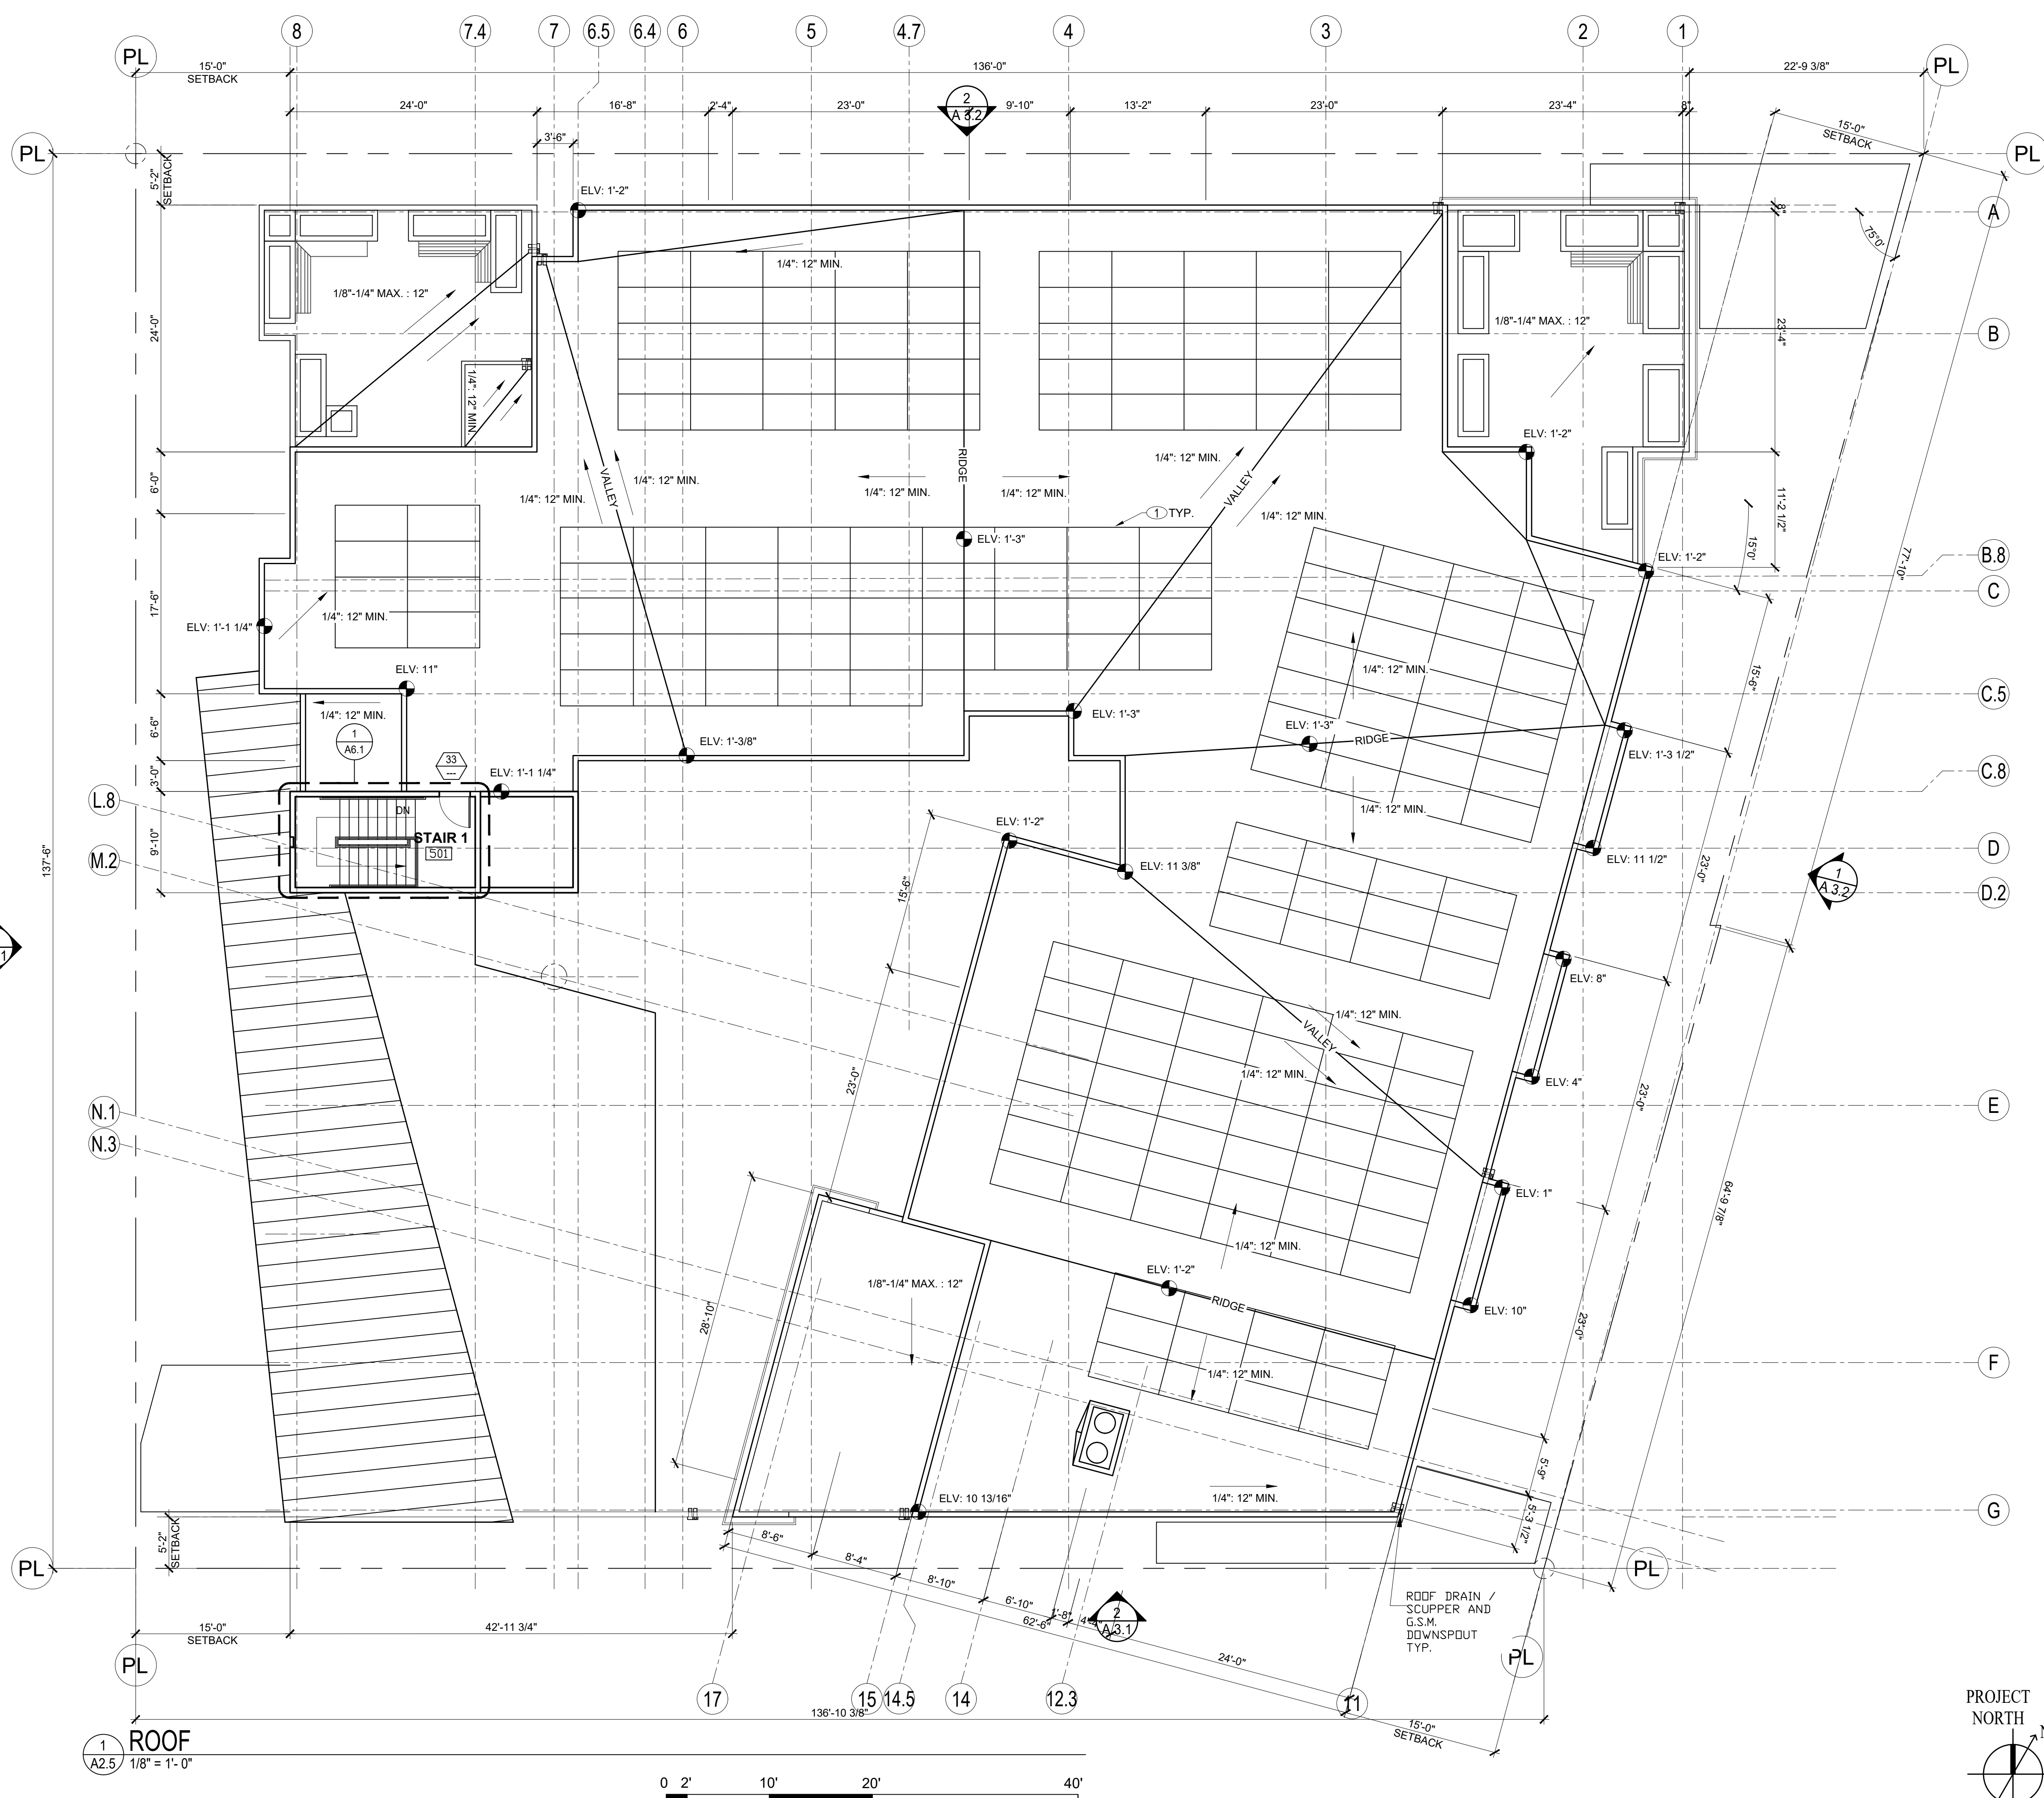 8
7.4
7
6.5
6.4
6
5
4.7
4
3
2
1
PL
PL
15'-0"
SETBACK
136'-0"
22'-9 3/8"
24'-0"
16'-8"
2'-4"
23'-0"
2
A 3.2
9'-10"
13'-2"
23'-0"
23'-4"
8"
3'-6"
15'-0"
SETBACK
PL
PL
5'-2"
SETBACK
ELV: 1'-2"
8"
A
75°0'
1/4": 12" MIN.
1/8"-1/4" MAX. : 12"
1/8"-1/4" MAX. : 12"
24'-0"
23'-4"
B
1/4": 12" MIN.
ELV: 1'-2"
RIDGE
VALLEY
VALLEY
1/4": 12" MIN.
1/4": 12" MIN.
1/4": 12" MIN.
1/4": 12" MIN.
1/4": 12" MIN.
1/4": 12" MIN.
6'-0"
11'-2 1/2"
1 TYP.
ELV: 1'-3"
15°0'
77'-10"
ELV: 1'-2"
B.8
C
17'-6"
ELV: 1'-1 1/4"
1/4": 12" MIN.
15'-6"
ELV: 11"
1/4": 12" MIN.
C.5
6'-6"
1/4": 12" MIN.
ELV: 1'-3"
ELV: 1'-3"
RIDGE
1
A6.1
ELV: 1'-3/8"
ELV: 1'-3 1/2"
33
---
ELV: 1'-1 1/4"
3'-0"
C.8
L.8
1/4": 12" MIN.
DN
STAIR 1
501
ELV: 1'-2"
9'-10"
D
M.2
137'-6"
ELV: 11 3/8"
ELV: 11 1/2"
23'-0"
1
A 3.2
15'-6"
D.2
1
ELV: 8"
1/4": 12" MIN.
VALLEY
1/4": 12" MIN.
23'-0"
ELV: 4"
23'-0"
N.1
E
N.3
ELV: 1"
64'-9 7/8"
1/4": 12" MIN.
1/8"-1/4" MAX. : 12"
ELV: 1'-2"
RIDGE
28'-10"
ELV: 10"
23'-0"
F
1/4": 12" MIN.
5'-9"
ELV: 10 13/16"
1/4": 12" MIN.
5'-3 1/2"
G
5'-2"
SETBACK
8'-6"
8'-4"
PL
PL
8'-10"
6'-10"
1'-8"
62'-6"
2
A 3.1
ROOF DRAIN /
SCUPPER AND
G.S.M.
DOWNSPOUT
TYP.
15'-0"
SETBACK
42'-11 3/4"
24'-0"
PL
PL
17
15
14.5
14
12.3
11
136'-10 3/8"
15'-0"
SETBACK
1
A2.5
ROOF
1/8" = 1'- 0"
PROJECT
NORTH
0 2' 10' 20' 40'